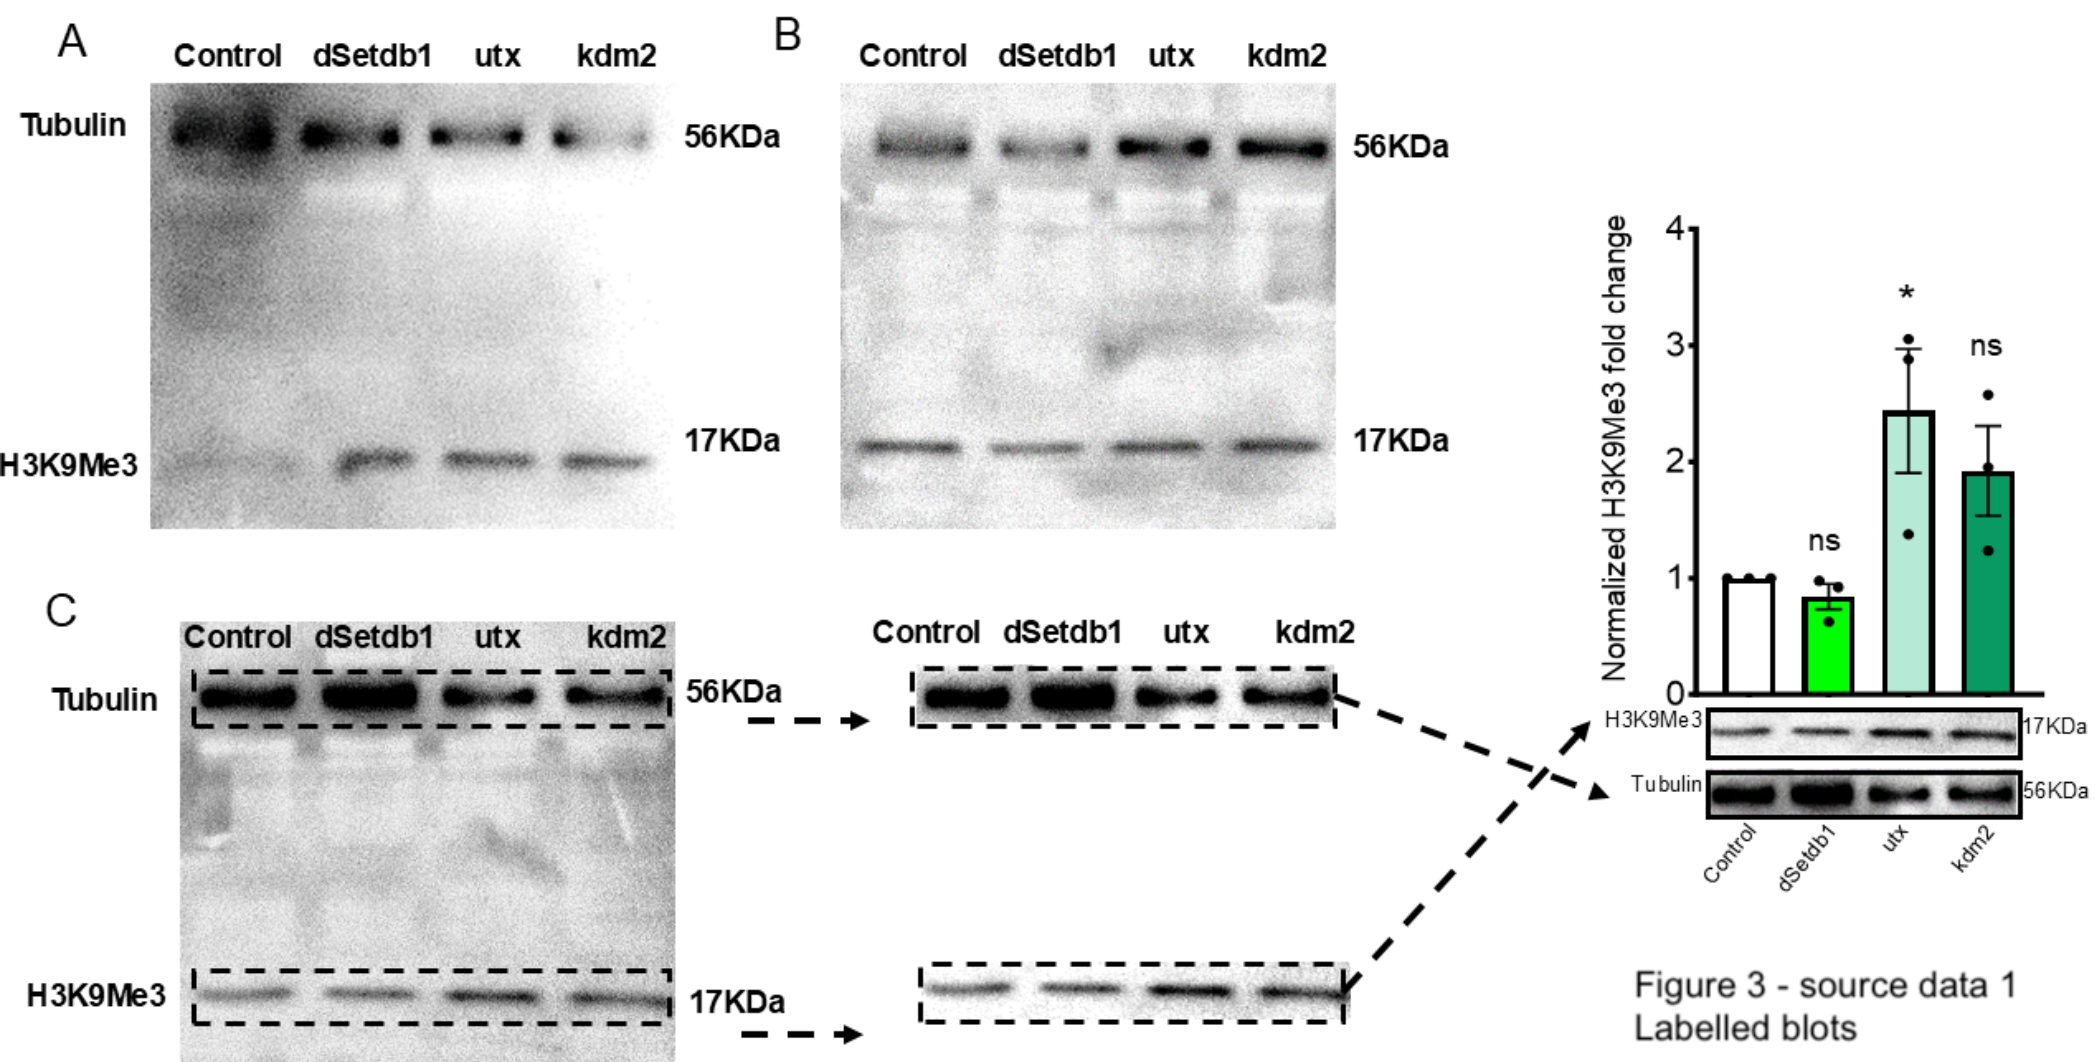 A
Control dSetdb1 utx kdm2
Tubulin
56KDa
17KDa
H3K9Me3
B
Control dSetdb1 utx kdm2
56KDa
17KDa
C
Control dSetdb1 utx kdm2
Tubulin
56KDa
H3K9Me3
17KDa
Control dSetdb1 utx kdm2
Normalized H3K9Me3 fold change
4
3
2
1
0
ns
*
ns
H3K9Me3
17KDa
Tubulin
56KDa
Control
dSetdb1
utx
kdm2
Figure 3 - source data 1
Labelled blots